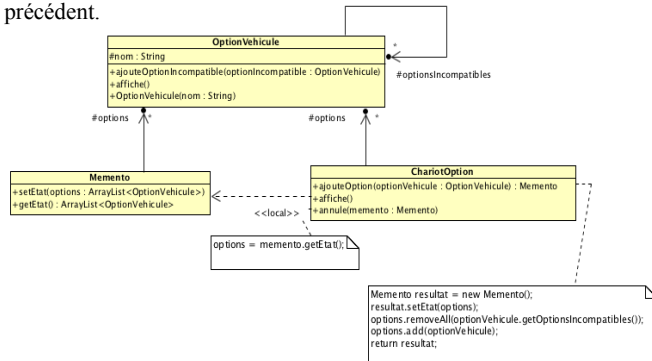 précédent.
OptionVehicule
#nom : String
+ajouteOptionIncompatible(optionIncompatible : OptionVehicule)
+affiche()
+OptionVehicule(nom : String)
*
#optionsIncompatibles
#options
*
#options
*
Memento
+setEtat(options : ArrayList<OptionVehicule>)
+getEtat() : ArrayList<OptionVehicule>
ChariotOption
+ajouteOption(optionVehicule : OptionVehicule) : Memento
+affiche()
+annule(memento : Memento)
<<local>>
options = memento.getEtat();
Memento resultat = new Memento();
resultat.setEtat(options);
options.removeAll(optionVehicule.getOptionsIncompatibles());
options.add(optionVehicule);
return resultat;